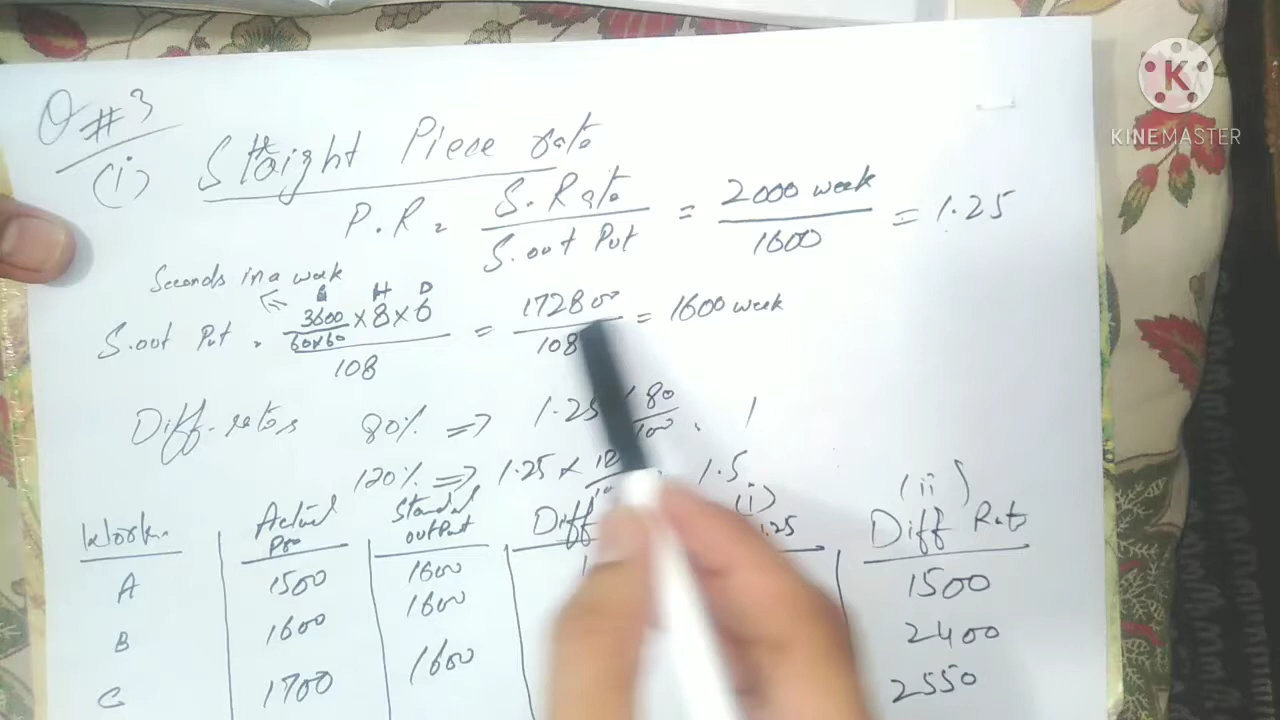 K
KINEMASTER
Q#3
(i) Straight Piece rate
P.R = S.Rate / S.out Put = 2000 week / 1600 = 1.25
Seconds in a week
S H D
S.out Put = 3600 × 8 × 6 / 108 = 172800 / 108 = 1600 week
60×60
Diff. rates 80% => 1.25 80/100 = 1
120% => 1.25 × 1.5
Actual Standard Diff (i) (ii)
Work. Pro output 1.25 Diff Rate
A 1500 1600 1500
B 1600 1600 2400
C 1700 1600 2550